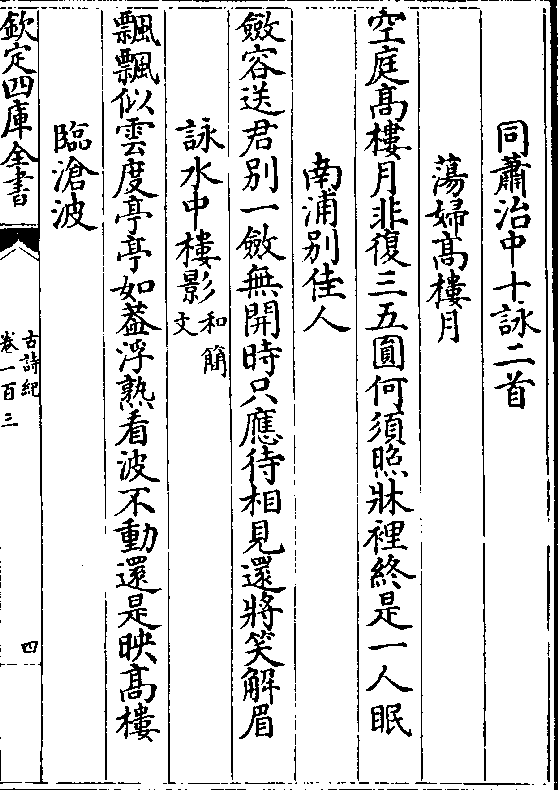 同蕭治中十詠二首
蕩婦高樓月
空庭高樓月非復三五圓何須照牀裡終是一人眠
南浦别佳人
斂容送君别一斂無開時只應待相見還將笑解眉
詠水中樓影和簡文
飄飄似雲度亭亭如葢浮熟看波不動還是映高樓
臨滄波
欽定四庫全書
古詩紀
卷一百三
四